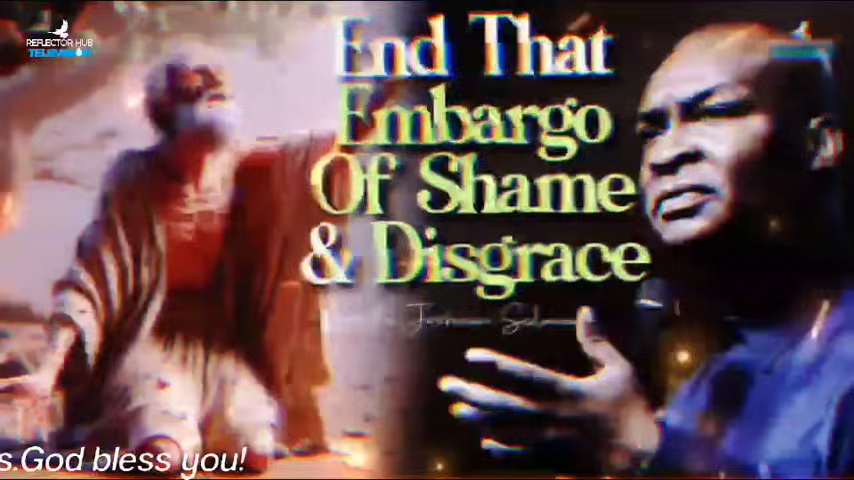 REFLECTOR HUB
TELEVISION
End That
Embargo
Of Shame
& Disgrace
s.God bless you!